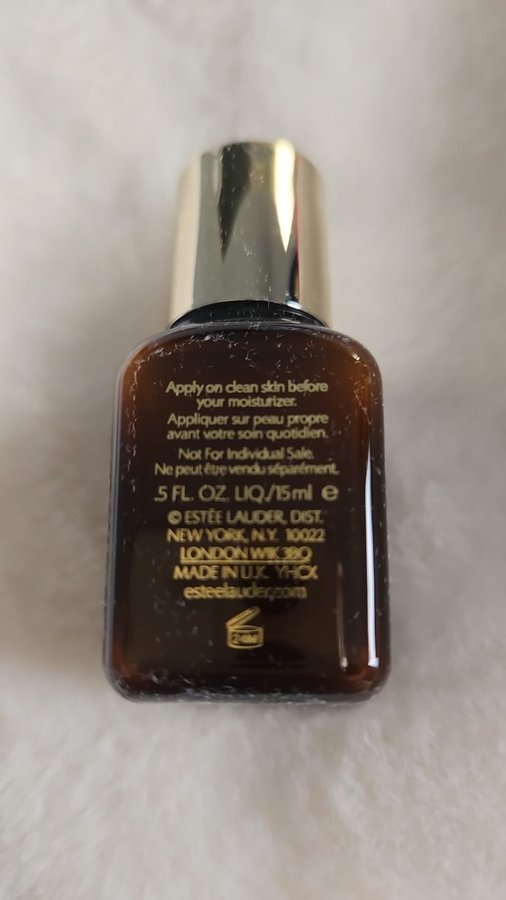 Apply on clean skin before
your moisturizer.
Appliquer sur peau propre
avant votre soin quotidien.
Not For Individual Sale.
Ne peut être vendu séparément.
.5 FL. OZ. LIQ./15ml e
© ESTĒE LAUDER, DIST.
NEW YORK, N.Y. 10022
LONDON W1K 3BQ
MADE IN U.K. YHCX
esteelauder.com
24M